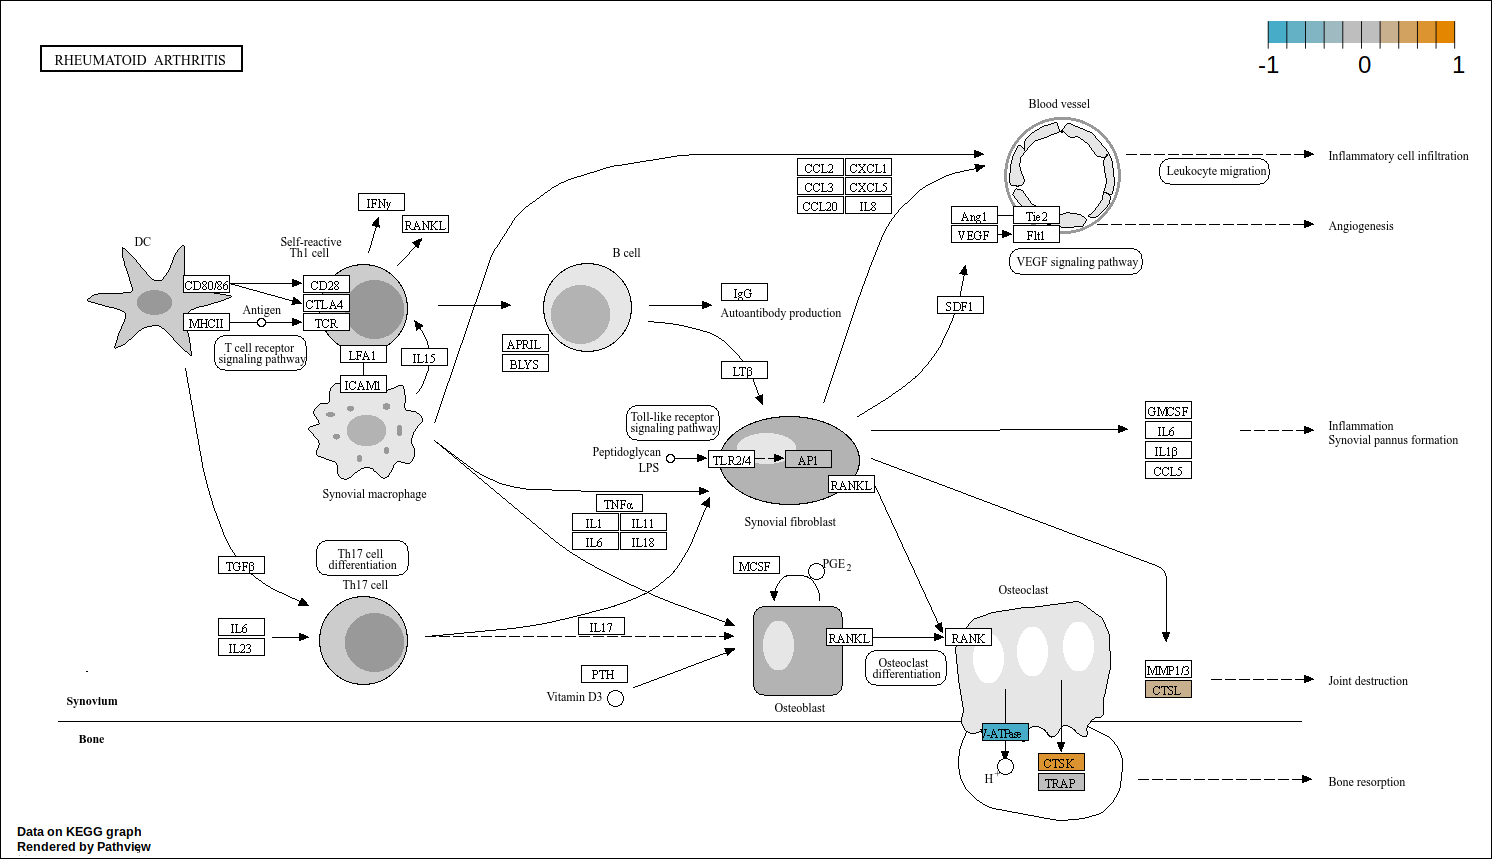 -1 0 1
RHEUMATOID ARTHRITIS
Blood vessel
CCL2 CXCL1
CCL3 CXCL5
CCL20 IL8
Inflammatory cell infiltration
Leukocyte migration
Ang1 Tie2
VEGF Flt1
Angiogenesis
VEGF signaling pathway
IFNγ
RANKL
DC
Self-reactive
Th1 cell
B cell
CD80/86 CD28
CTLA4
Antigen
MHCII TCR
T cell receptor
signaling pathway
LFA1
IL15
ICAM1
IgG
Autoantibody production
SDF1
APRIL
BLYS
LTβ
Toll-like receptor
signaling pathway
Peptidoglycan
LPS
TLR2/4 AP1
RANKL
Synovial fibroblast
Synovial macrophage
GMCSF
IL6
IL1β
CCL5
Inflammation
Synovial pannus formation
TNFα
IL1 IL11
IL6 IL18
Th17 cell
differentiation
Th17 cell
TGFβ
IL6
IL23
MCSF
PGE2
IL17
PTH
Vitamin D3
RANKL RANK
Osteoclast
differentiation
Osteoblast
Osteoclast
MMP1/3
CTSL
Joint destruction
Synovium
Bone
V-ATPase
H+
CTSK
TRAP
Bone resorption
Data on KEGG graph
Rendered by Pathview